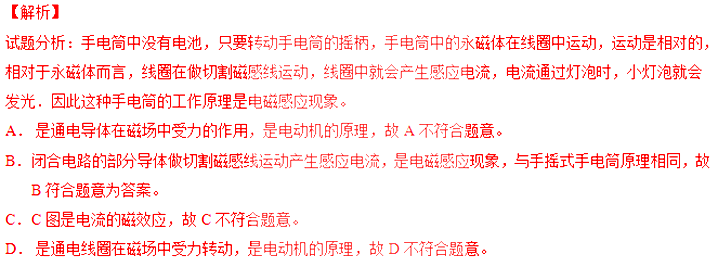 【解析】
试题分析：手电筒中没有电池，只要转动手电筒的摇柄，手电筒中的永磁体在线圈中运动，运动是相对的，
相对于永磁体而言，线圈在做切割磁感线运动，线圈中就会产生感应电流，电流通过灯泡时，小灯泡就会
发光．因此这种手电筒的工作原理是电磁感应现象。
A．是通电导体在磁场中受力的作用，是电动机的原理，故 A 不符合题意。
B．闭合电路的部分导体做切割磁感线运动产生感应电流，是电磁感应现象，与手摇式手电筒原理相同，故
B 符合题意为答案。
C．C 图是电流的磁效应，故 C 不符合题意。
D．是通电线圈在磁场中受力转动，是电动机的原理，故 D 不符合题意。